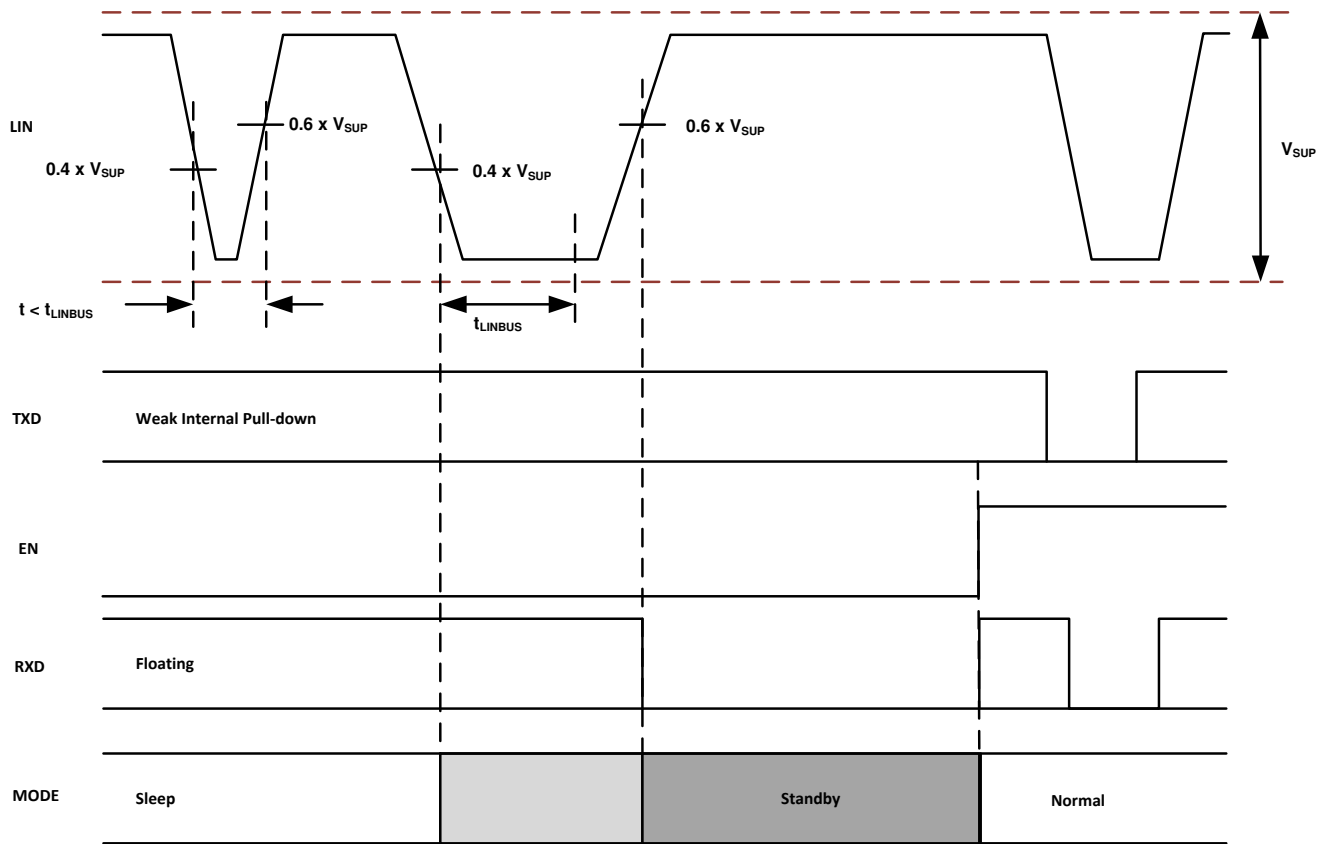 LIN
0.6 x VSUP
0.4 x VSUP
0.4 x VSUP
0.6 x VSUP
VSUP
t < tLINBUS
tLINBUS
TXD
Weak Internal Pull-down
EN
RXD
Floating
MODE
Sleep
Standby
Normal